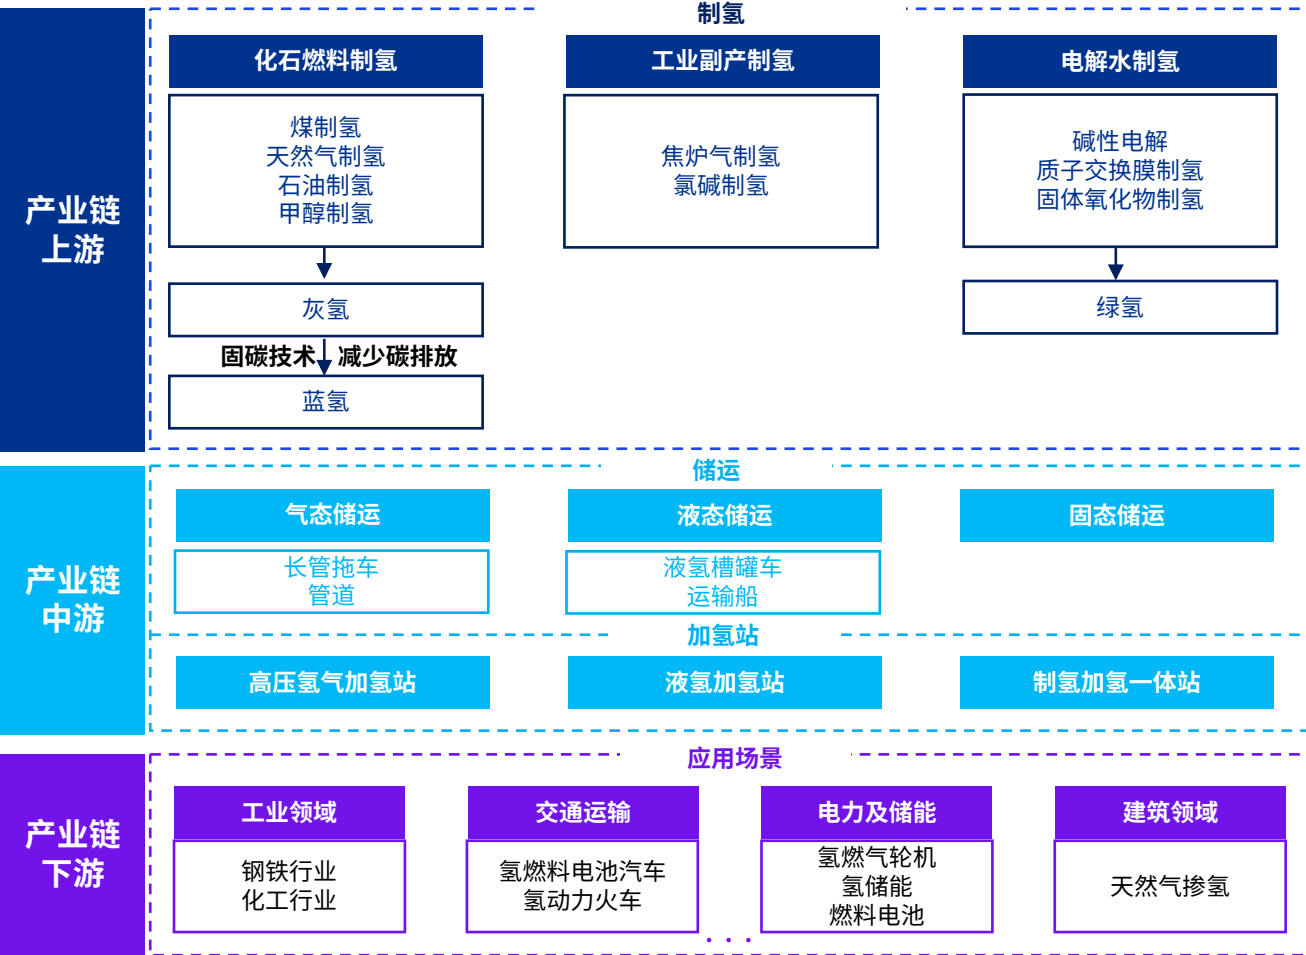 制氢
产业链
上游
化石燃料制氢
工业副产制氢
电解水制氢
煤制氢
天然气制氢
石油制氢
甲醇制氢
焦炉气制氢
氯碱制氢
碱性电解
质子交换膜制氢
固体氧化物制氢
灰氢
绿氢
固碳技术 减少碳排放
蓝氢
储运
产业链
中游
气态储运
液态储运
固态储运
长管拖车
管道
液氢槽罐车
运输船
加氢站
高压氢气加氢站
液氢加氢站
制氢加氢一体站
应用场景
产业链
下游
工业领域
交通运输
电力及储能
建筑领域
钢铁行业
化工行业
氢燃料电池汽车
氢动力火车
氢燃气轮机
氢储能
燃料电池
天然气掺氢
. . .